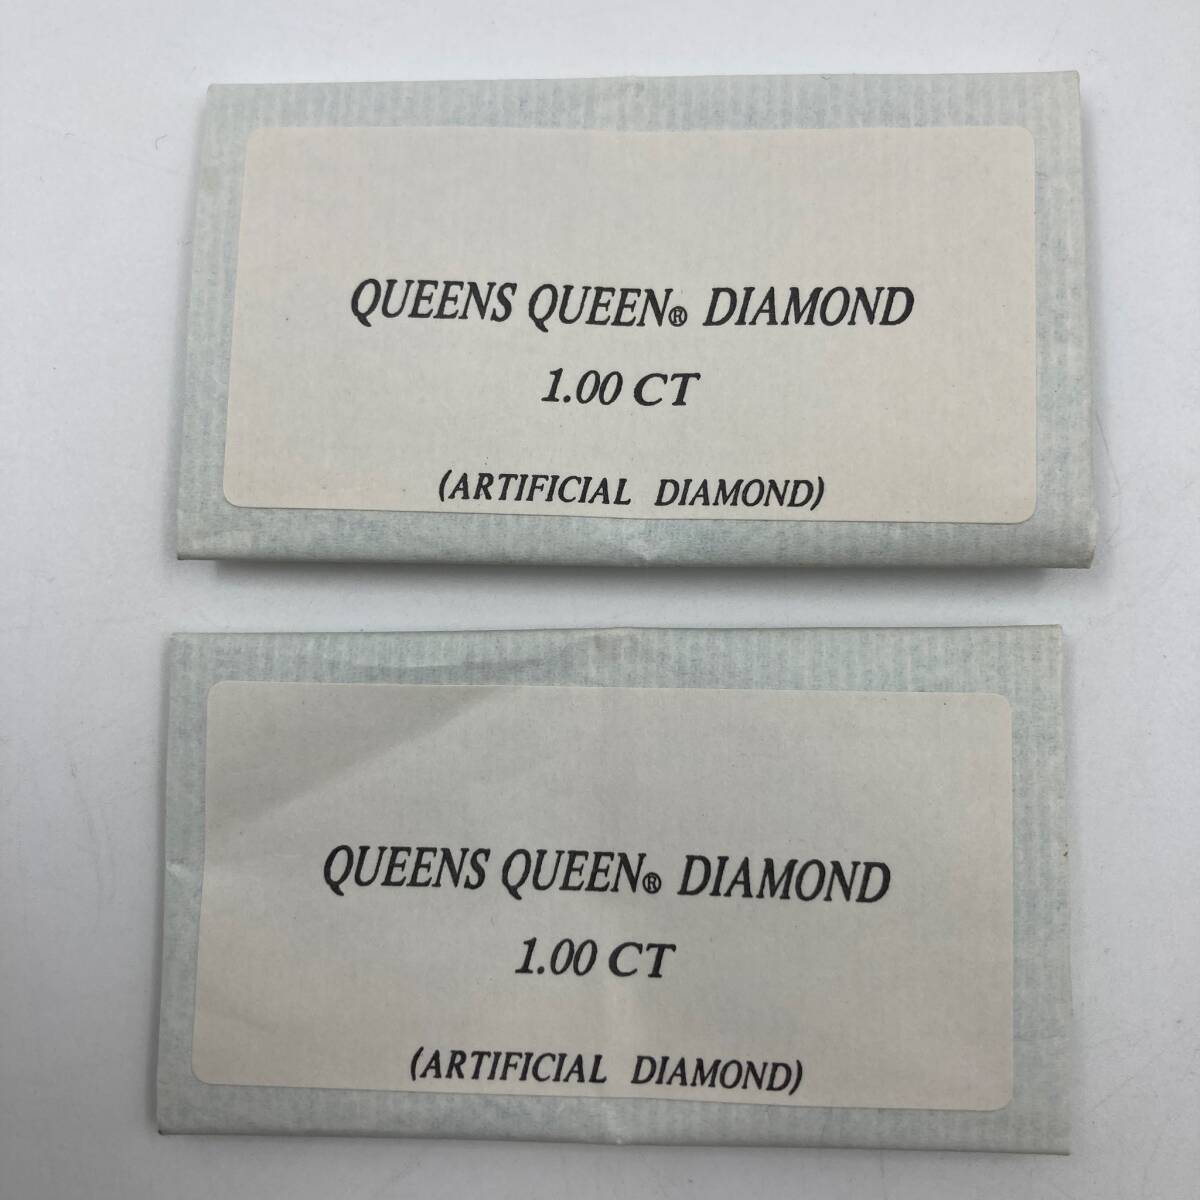 QUEENS QUEEN® DIAMOND
1.00 CT
(ARTIFICIAL DIAMOND)
QUEENS QUEEN® DIAMOND
1.00 CT
(ARTIFICIAL DIAMOND)